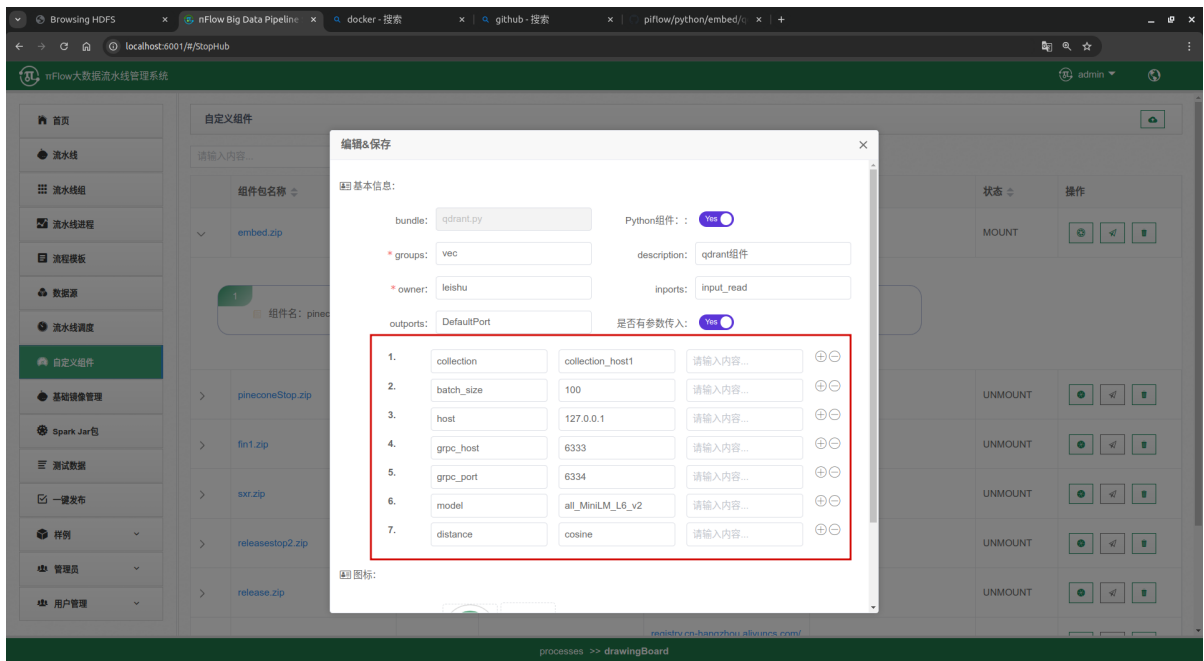 Browsing HDFS
πFlow Big Data Pipeline
docker - 搜索
github - 搜索
piflow/python/embed/q
localhost:6001/#/StopHub
πFlow大数据流水线管理系统
admin
首页
流水线
流水线组
流水线进程
流程模板
数据源
流水线调度
自定义组件
基础镜像管理
Spark Jar包
测试数据
一键发布
样例
管理员
用户管理
自定义组件
请输入内容...
组件包名称
状态
操作
embed.zip
MOUNT
1
组件名：pinec
pineconeStop.zip
UNMOUNT
fin1.zip
UNMOUNT
sxr.zip
UNMOUNT
releasestop2.zip
UNMOUNT
release.zip
UNMOUNT
registry.cn-hangzhou.aliyuncs.com/
编辑&保存
基本信息:
bundle: qdrant.py
Python组件: : Yes
* groups: vec
description: qdrant组件
* owner: leishu
inports: input_read
outports: DefaultPort
是否有参数传入: Yes
1. collection collection_host1 请输入内容...
2. batch_size 100 请输入内容...
3. host 127.0.0.1 请输入内容...
4. grpc_host 6333 请输入内容...
5. grpc_port 6334 请输入内容...
6. model all_MiniLM_L6_v2 请输入内容...
7. distance cosine 请输入内容...
图标:
processes >> drawingBoard